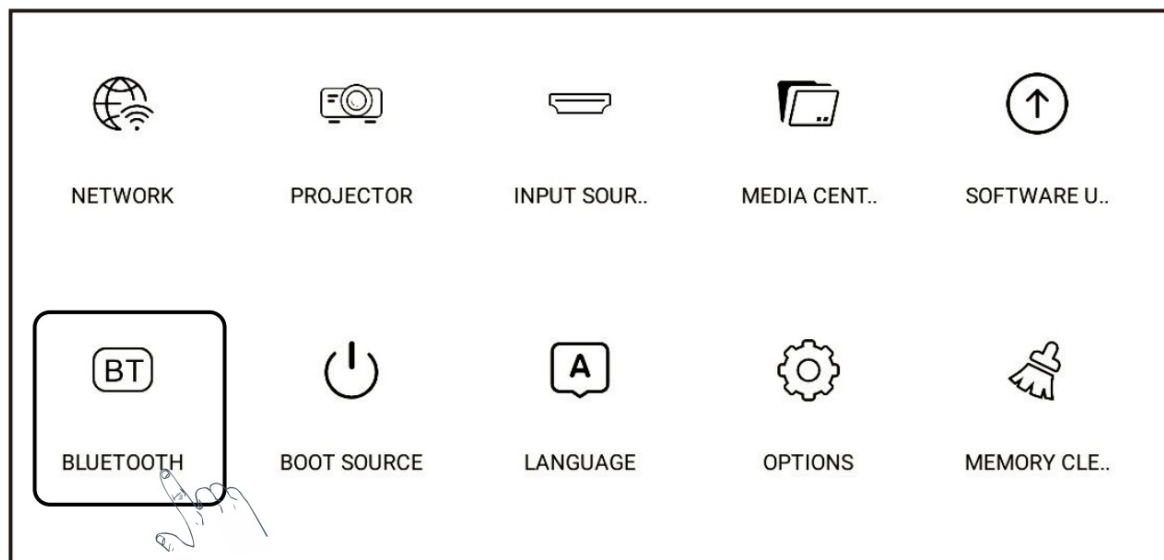 NETWORK
PROJECTOR
INPUT SOUR..
MEDIA CENT..
SOFTWARE U..
BT
A
BLUETOOTH
BOOT SOURCE
LANGUAGE
OPTIONS
MEMORY CLE..